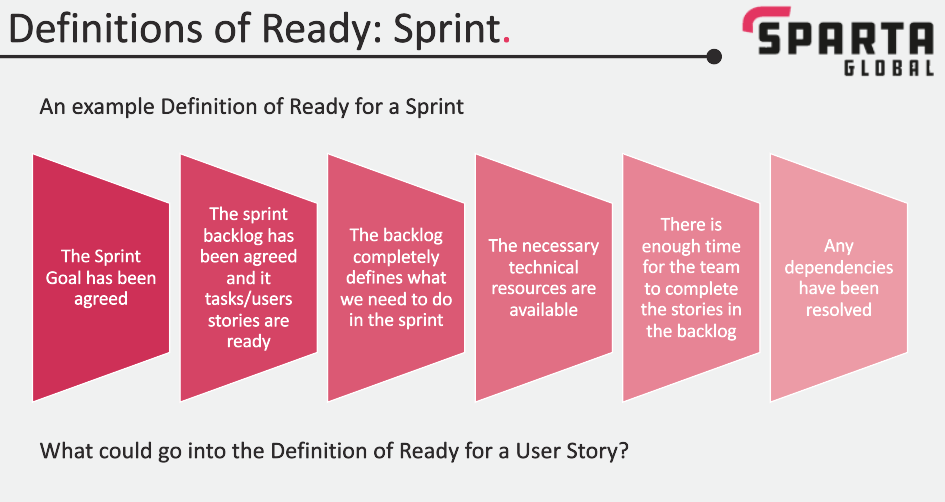 Definitions of Ready: Sprint.
SPARTA
GLOBAL
An example Definition of Ready for a Sprint
The Sprint
Goal has been
agreed
The sprint
backlog has
been agreed
and it
tasks/users
stories are
ready
The backlog
completely
defines what
we need to do
in the sprint
The necessary
technical
resources are
available
There is
enough time
for the team
to complete
the stories in
the backlog
Any
dependencies
have been
resolved
What could go into the Definition of Ready for a User Story?